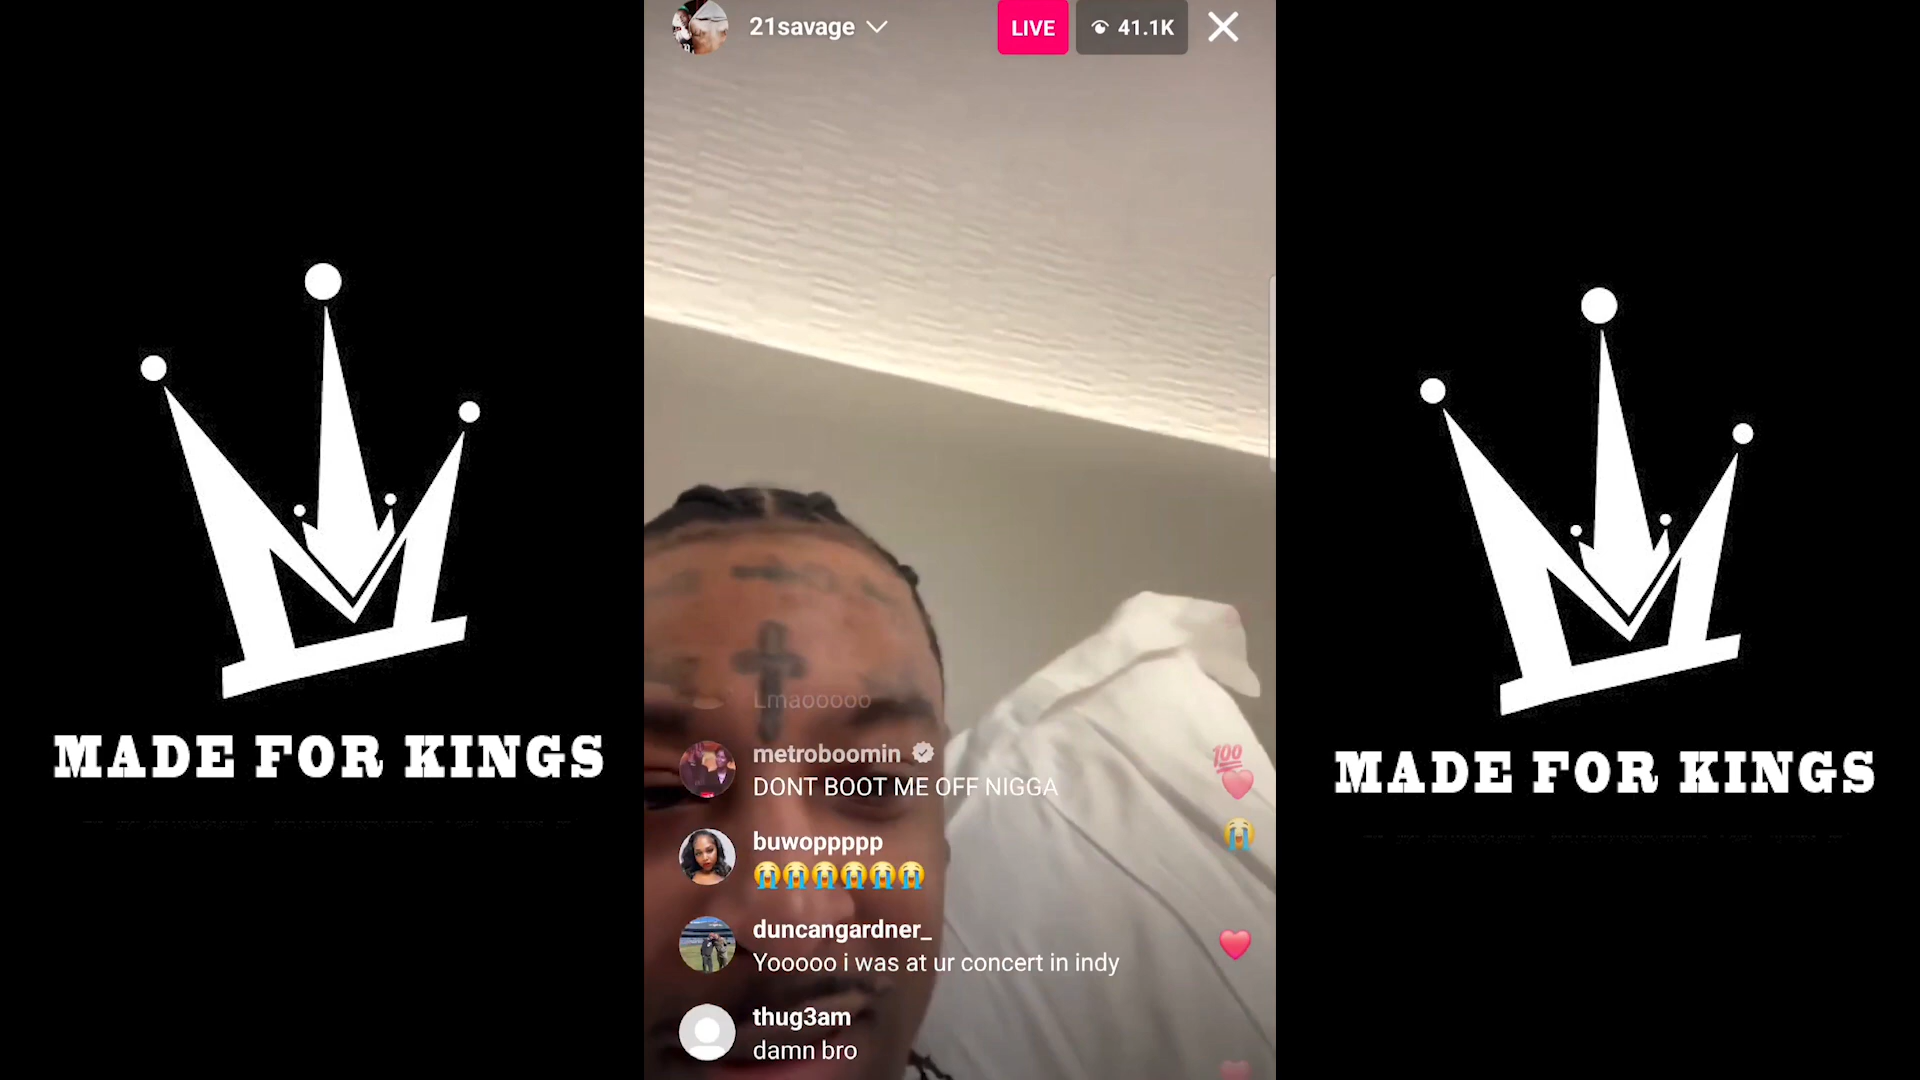 21savage
LIVE
41.1K
Lmaooooo
metroboomin
DONT BOOT ME OFF NIGGA
buwoppppp
😭😭😭😭😭😭
duncangardner_
Yooooo i was at ur concert in indy
thug3am
damn bro
100
MADE FOR KINGS
MADE FOR KINGS